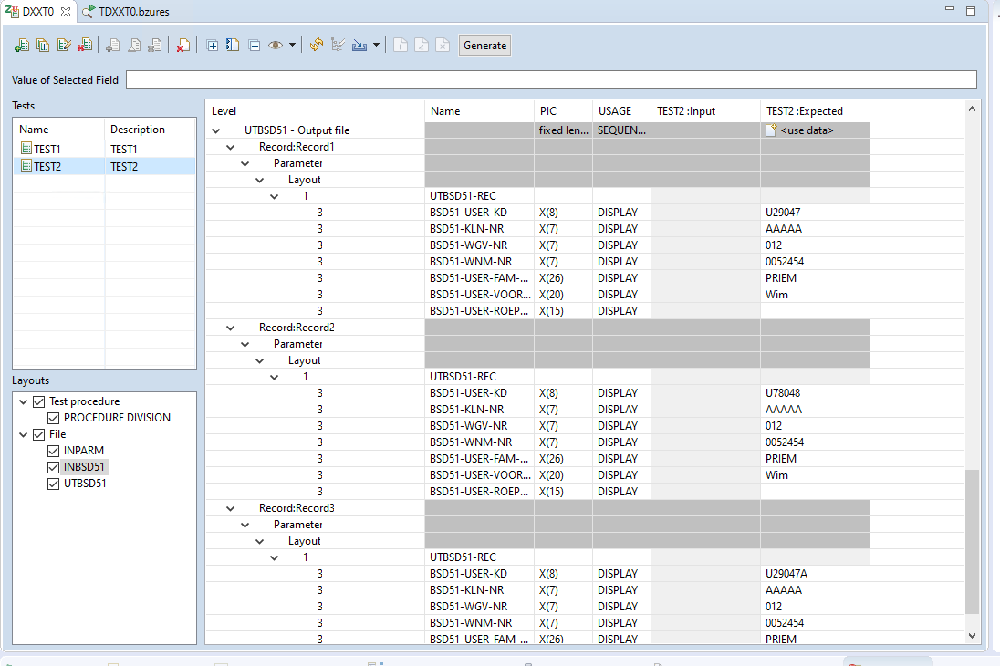 DXXT0 TDXXT0.bzures
Generate
Value of Selected Field
Tests
Name Description
TEST1 TEST1
TEST2 TEST2
Layouts
Test procedure
PROCEDURE DIVISION
File
INPARM
INBSD51
UTBSD51
Level Name PIC USAGE TEST2 :Input TEST2 :Expected
UTBSD51 - Output file fixed len... SEQUEN... <use data>
Record:Record1
Parameter
Layout
1 UTBSD51-REC
3 BSD51-USER-KD X(8) DISPLAY U29047
3 BSD51-KLN-NR X(7) DISPLAY AAAAA
3 BSD51-WGV-NR X(7) DISPLAY 012
3 BSD51-WNM-NR X(7) DISPLAY 0052454
3 BSD51-USER-FAM-... X(26) DISPLAY PRIEM
3 BSD51-USER-VOOR... X(20) DISPLAY Wim
3 BSD51-USER-ROEP... X(15) DISPLAY
Record:Record2
Parameter
Layout
1 UTBSD51-REC
3 BSD51-USER-KD X(8) DISPLAY U78048
3 BSD51-KLN-NR X(7) DISPLAY AAAAA
3 BSD51-WGV-NR X(7) DISPLAY 012
3 BSD51-WNM-NR X(7) DISPLAY 0052454
3 BSD51-USER-FAM-... X(26) DISPLAY PRIEM
3 BSD51-USER-VOOR... X(20) DISPLAY Wim
3 BSD51-USER-ROEP... X(15) DISPLAY
Record:Record3
Parameter
Layout
1 UTBSD51-REC
3 BSD51-USER-KD X(8) DISPLAY U29047A
3 BSD51-KLN-NR X(7) DISPLAY AAAAA
3 BSD51-WGV-NR X(7) DISPLAY 012
3 BSD51-WNM-NR X(7) DISPLAY 0052454
3 BSD51-USER-FAM-... X(26) DISPLAY PRIEM